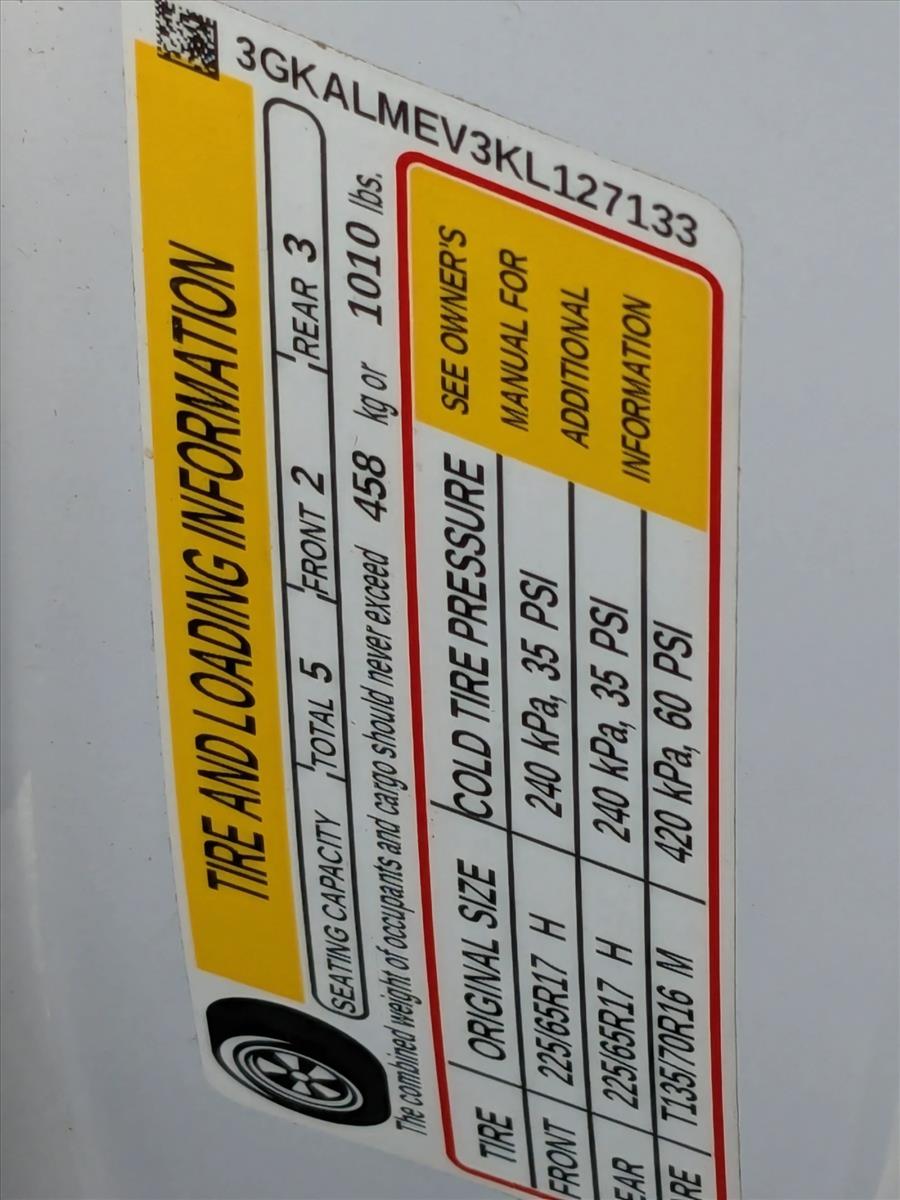 3GKALMEV3KL127133
TIRE AND LOADING INFORMATION
SEATING CAPACITY TOTAL 5 FRONT 2 REAR 3
The combined weight of occupants and cargo should never exceed 458 kg or 1010 lbs.
TIRE ORIGINAL SIZE COLD TIRE PRESSURE
FRONT 225/65R17 H 240 kPa, 35 PSI
EAR 225/65R17 H 240 kPa, 35 PSI
RE T135/70R16 M 420 kPa, 60 PSI
SEE OWNER'S
MANUAL FOR
ADDITIONAL
INFORMATION